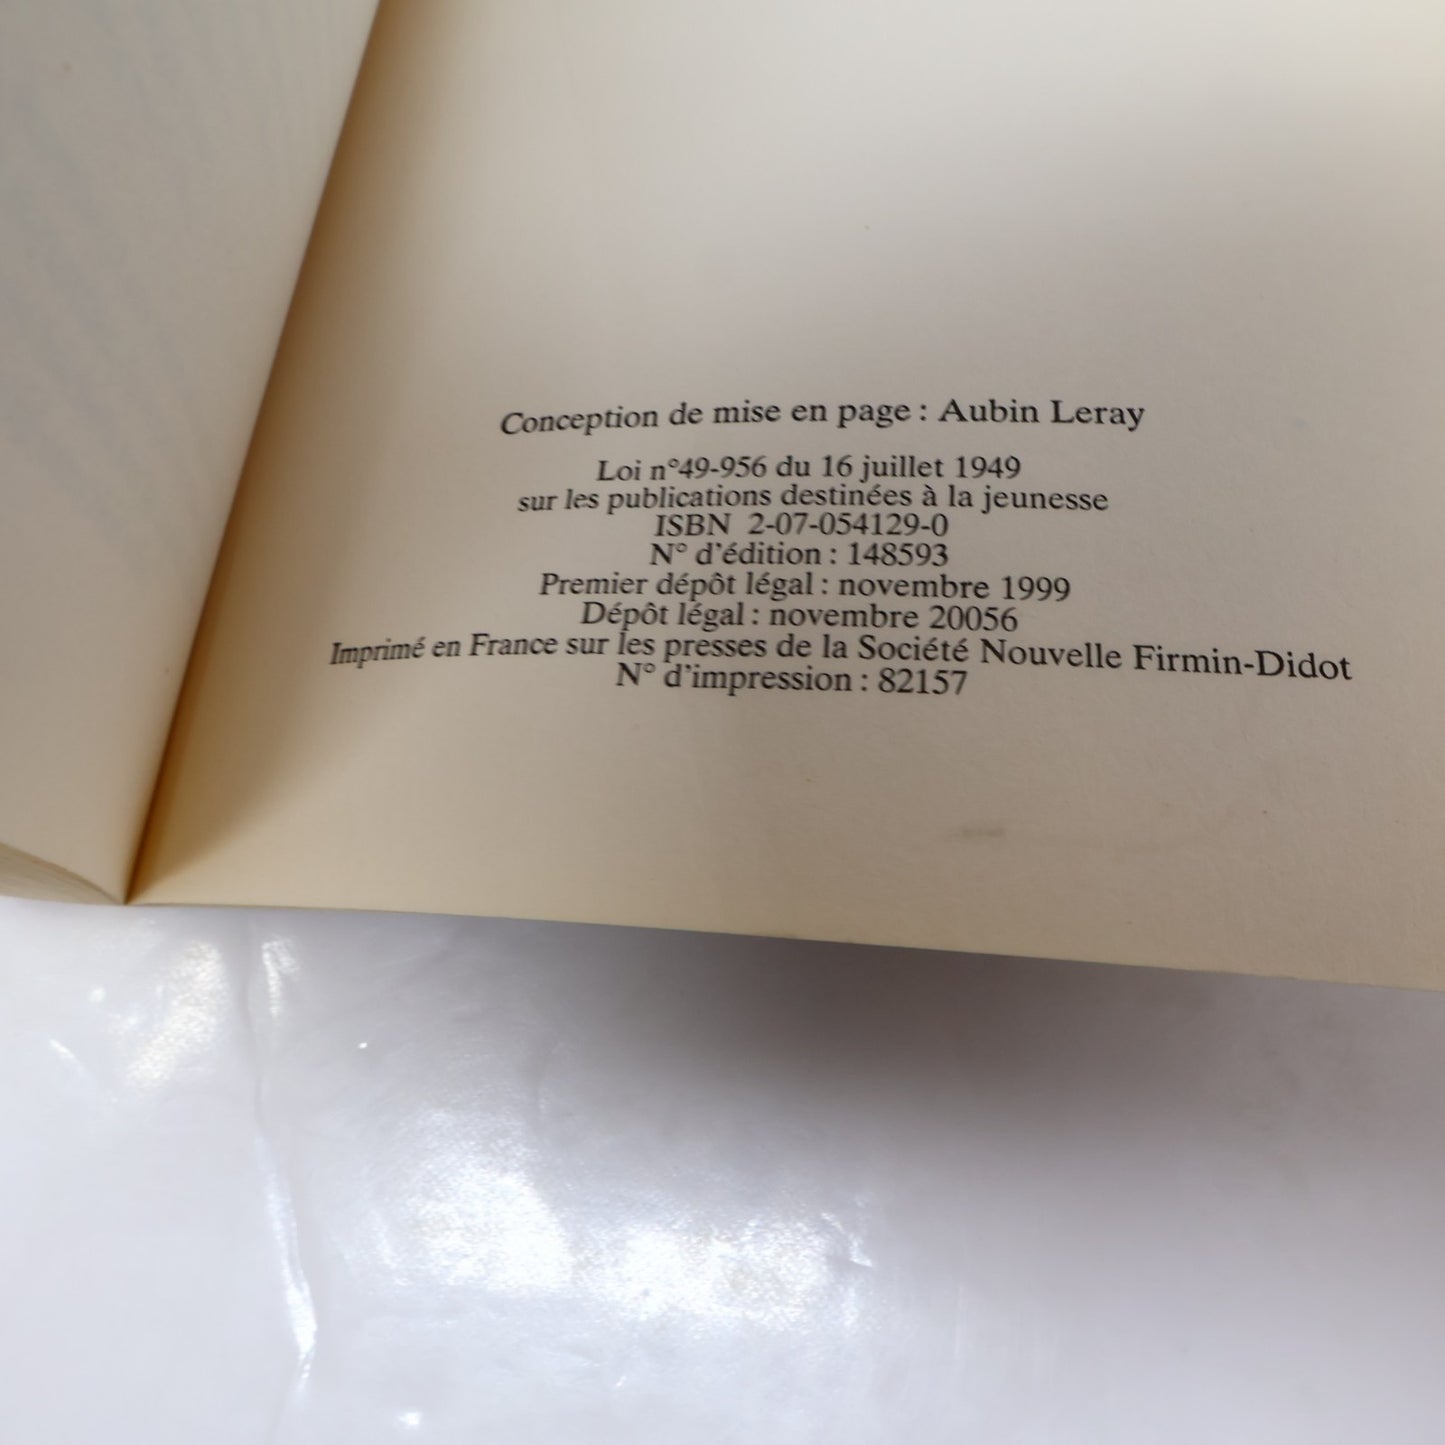 Conception de mise en page : Aubin Leray
Loi n°49-956 du 16 juillet 1949
sur les publications destinées à la jeunesse
ISBN 2-07-054129-0
N° d'édition : 148593
Premier dépôt légal : novembre 1999
Dépôt légal : novembre 20056
Imprimé en France sur les presses de la Société Nouvelle Firmin-Didot
N° d'impression : 82157